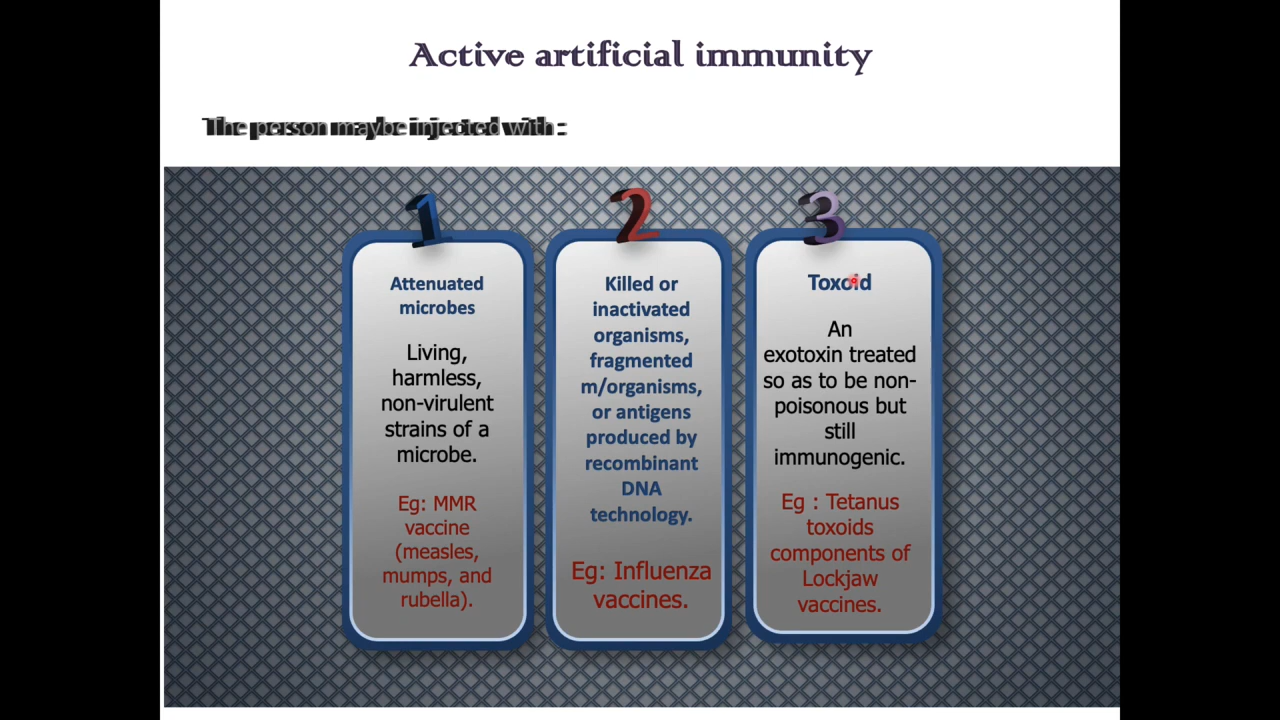 Active artificial immunity
The person maybe injected with :
1
Attenuated
microbes
Living,
harmless,
non-virulent
strains of a
microbe.
Eg: MMR
vaccine
(measles,
mumps, and
rubella).
2
Killed or
inactivated
organisms,
fragmented
m/organisms,
or antigens
produced by
recombinant
DNA
technology.
Eg: Influenza
vaccines.
3
Toxoid
An
exotoxin treated
so as to be non-
poisonous but
still
immunogenic.
Eg : Tetanus
toxoids
components of
Lockjaw
vaccines.